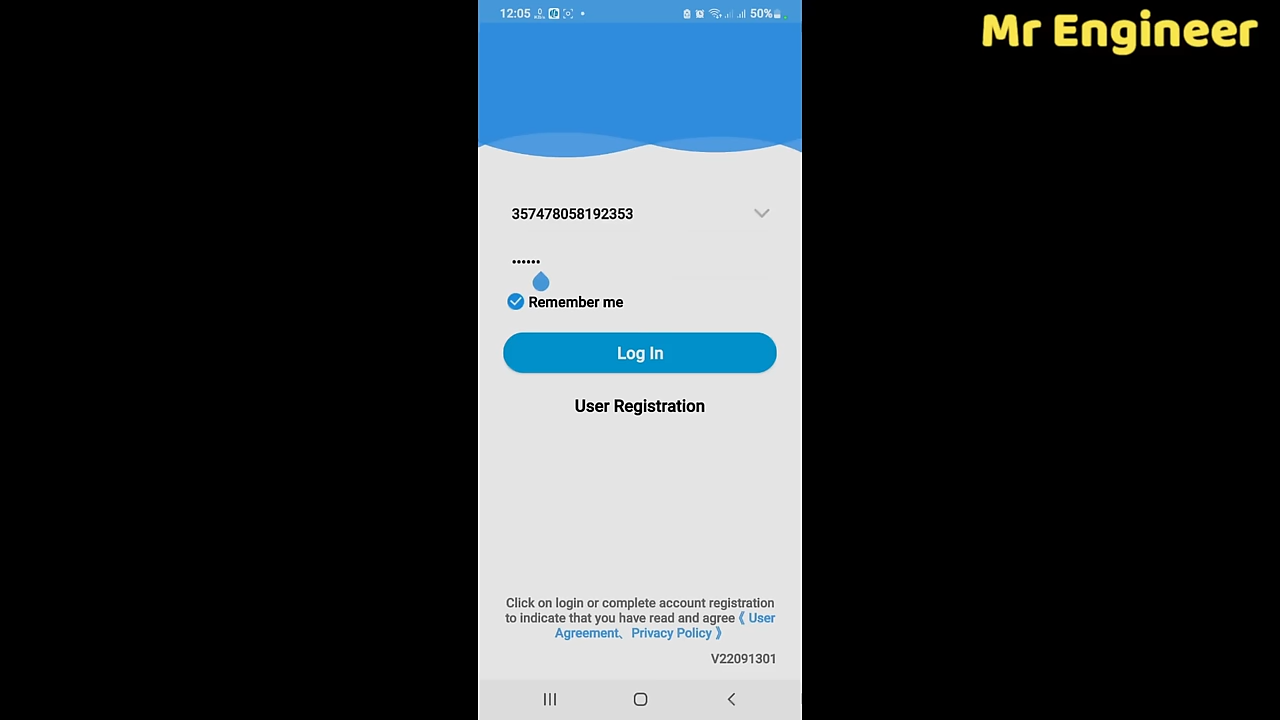 Mr Engineer
12:05
50%
357478058192353
••••••
Remember me
Log In
User Registration
Click on login or complete account registration
to indicate that you have read and agree《 User
Agreement、 Privacy Policy 》
V22091301